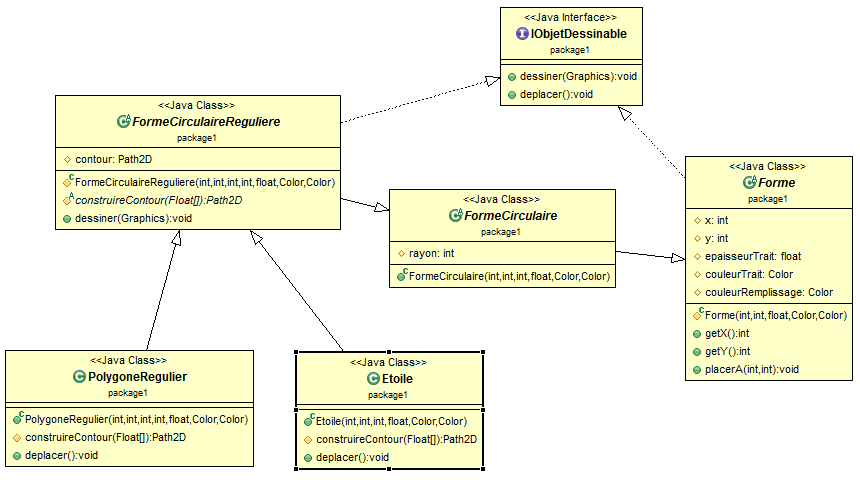 <<Java Interface>>
IObjetDessinable
package1
dessiner(Graphics):void
deplacer():void
<<Java Class>>
FormeCirculaireReguliere
package1
contour: Path2D
FormeCirculaireReguliere(int,int,int,int,float,Color,Color)
construireContour(Float[]):Path2D
dessiner(Graphics):void
<<Java Class>>
Forme
package1
x: int
y: int
epaisseurTrait: float
couleurTrait: Color
couleurRemplissage: Color
Forme(int,int,float,Color,Color)
getX():int
getY():int
placerA(int,int):void
<<Java Class>>
FormeCirculaire
package1
rayon: int
FormeCirculaire(int,int,int,float,Color,Color)
<<Java Class>>
PolygoneRegulier
package1
PolygoneRegulier(int,int,int,int,float,Color,Color)
construireContour(Float[]):Path2D
deplacer():void
<<Java Class>>
Etoile
package1
Etoile(int,int,int,float,Color,Color)
construireContour(Float[]):Path2D
deplacer():void